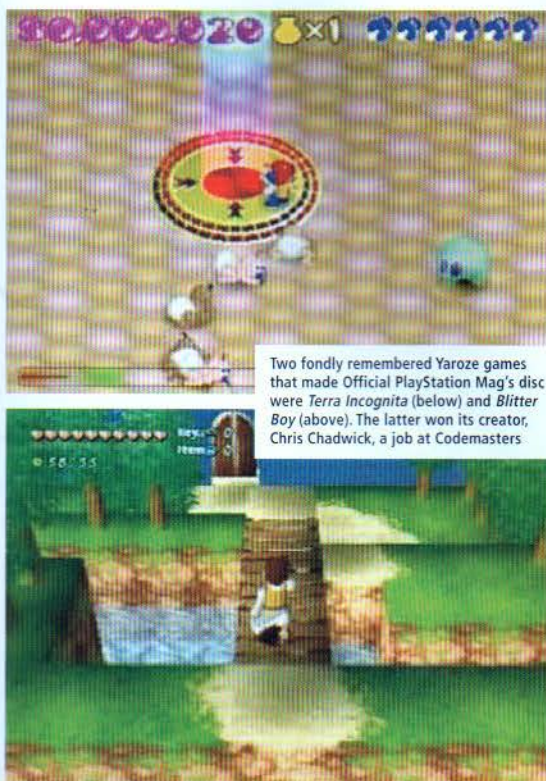 ×1
Two fondly remembered Yaroze games
that made Official PlayStation Mag's disc
were Terra Incognita (below) and Blitter
Boy (above). The latter won its creator,
Chris Chadwick, a job at Codemasters
Key
Item